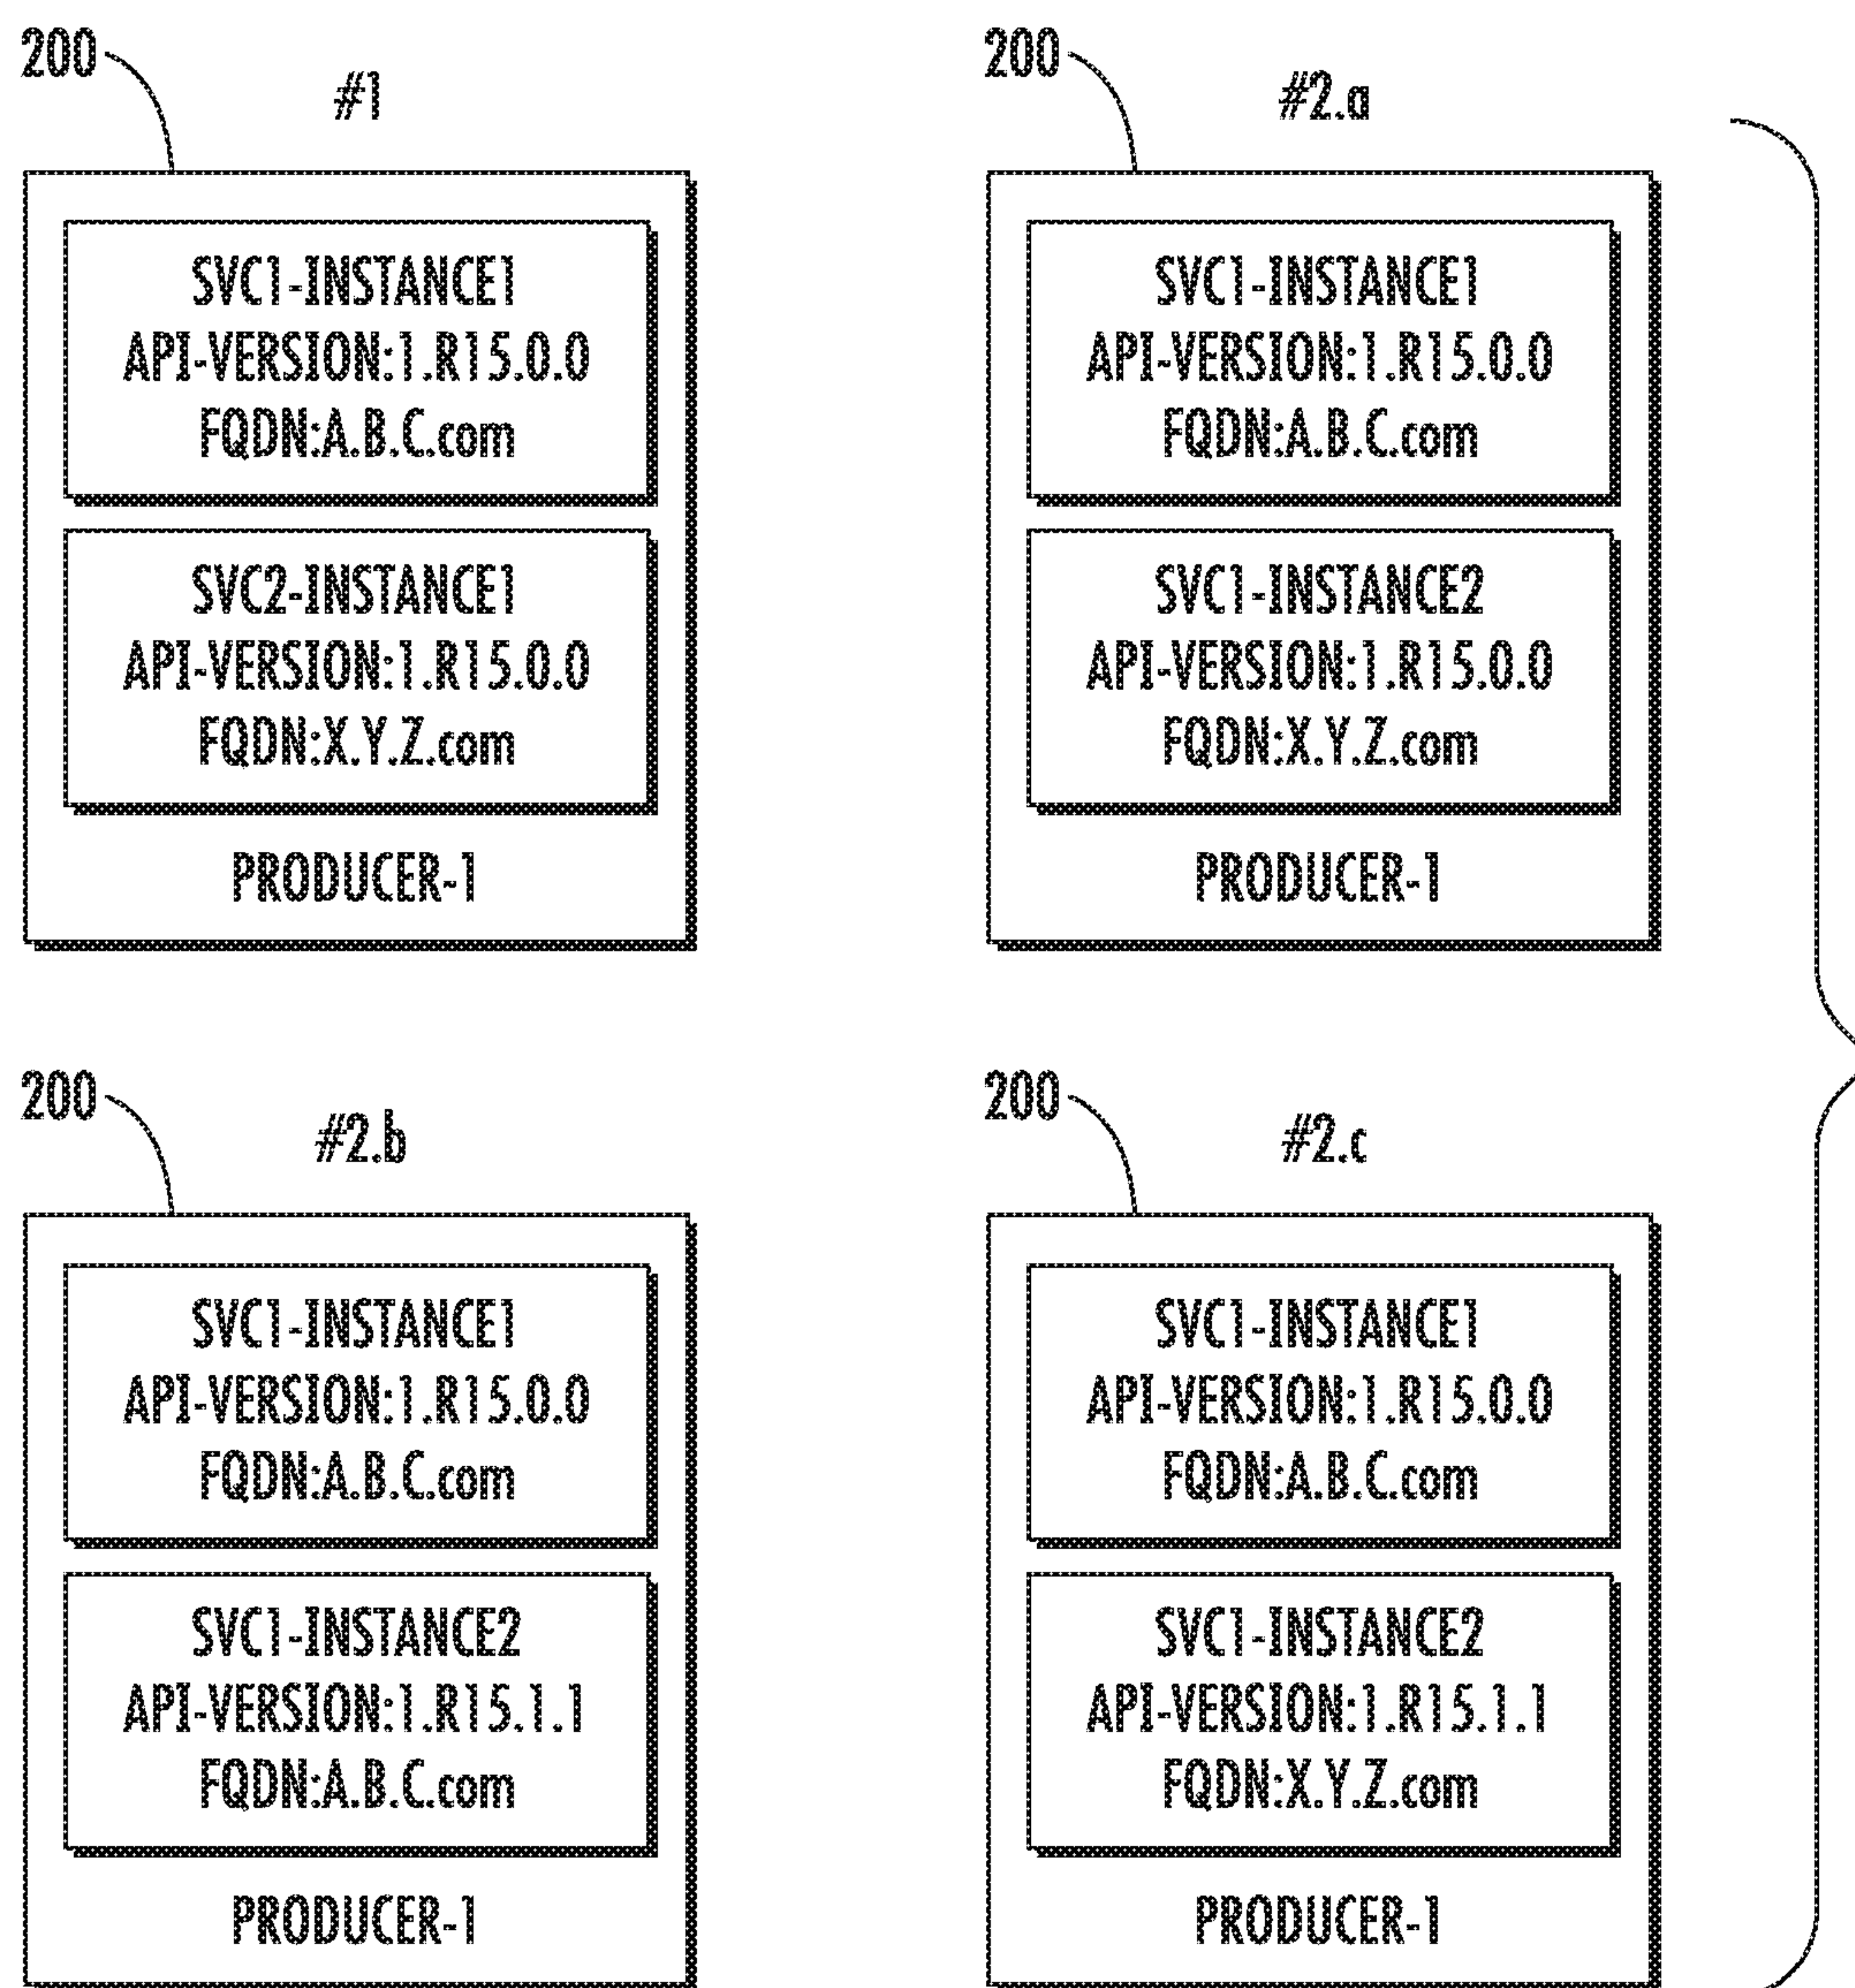 200
#1
SVC1-INSTANCE1
API-VERSION:1.R15.0.0
FQDN:A.B.C.com
SVC2-INSTANCE1
API-VERSION:1.R15.0.0
FQDN:X.Y.Z.com
PRODUCER-1
200
#2.a
SVC1-INSTANCE1
API-VERSION:1.R15.0.0
FQDN:A.B.C.com
SVC1-INSTANCE2
API-VERSION:1.R15.0.0
FQDN:X.Y.Z.com
PRODUCER-1
200
#2.b
SVC1-INSTANCE1
API-VERSION:1.R15.0.0
FQDN:A.B.C.com
SVC1-INSTANCE2
API-VERSION:1.R15.1.1
FQDN:A.B.C.com
PRODUCER-1
200
#2.c
SVC1-INSTANCE1
API-VERSION:1.R15.0.0
FQDN:A.B.C.com
SVC1-INSTANCE2
API-VERSION:1.R15.1.1
FQDN:X.Y.Z.com
PRODUCER-1